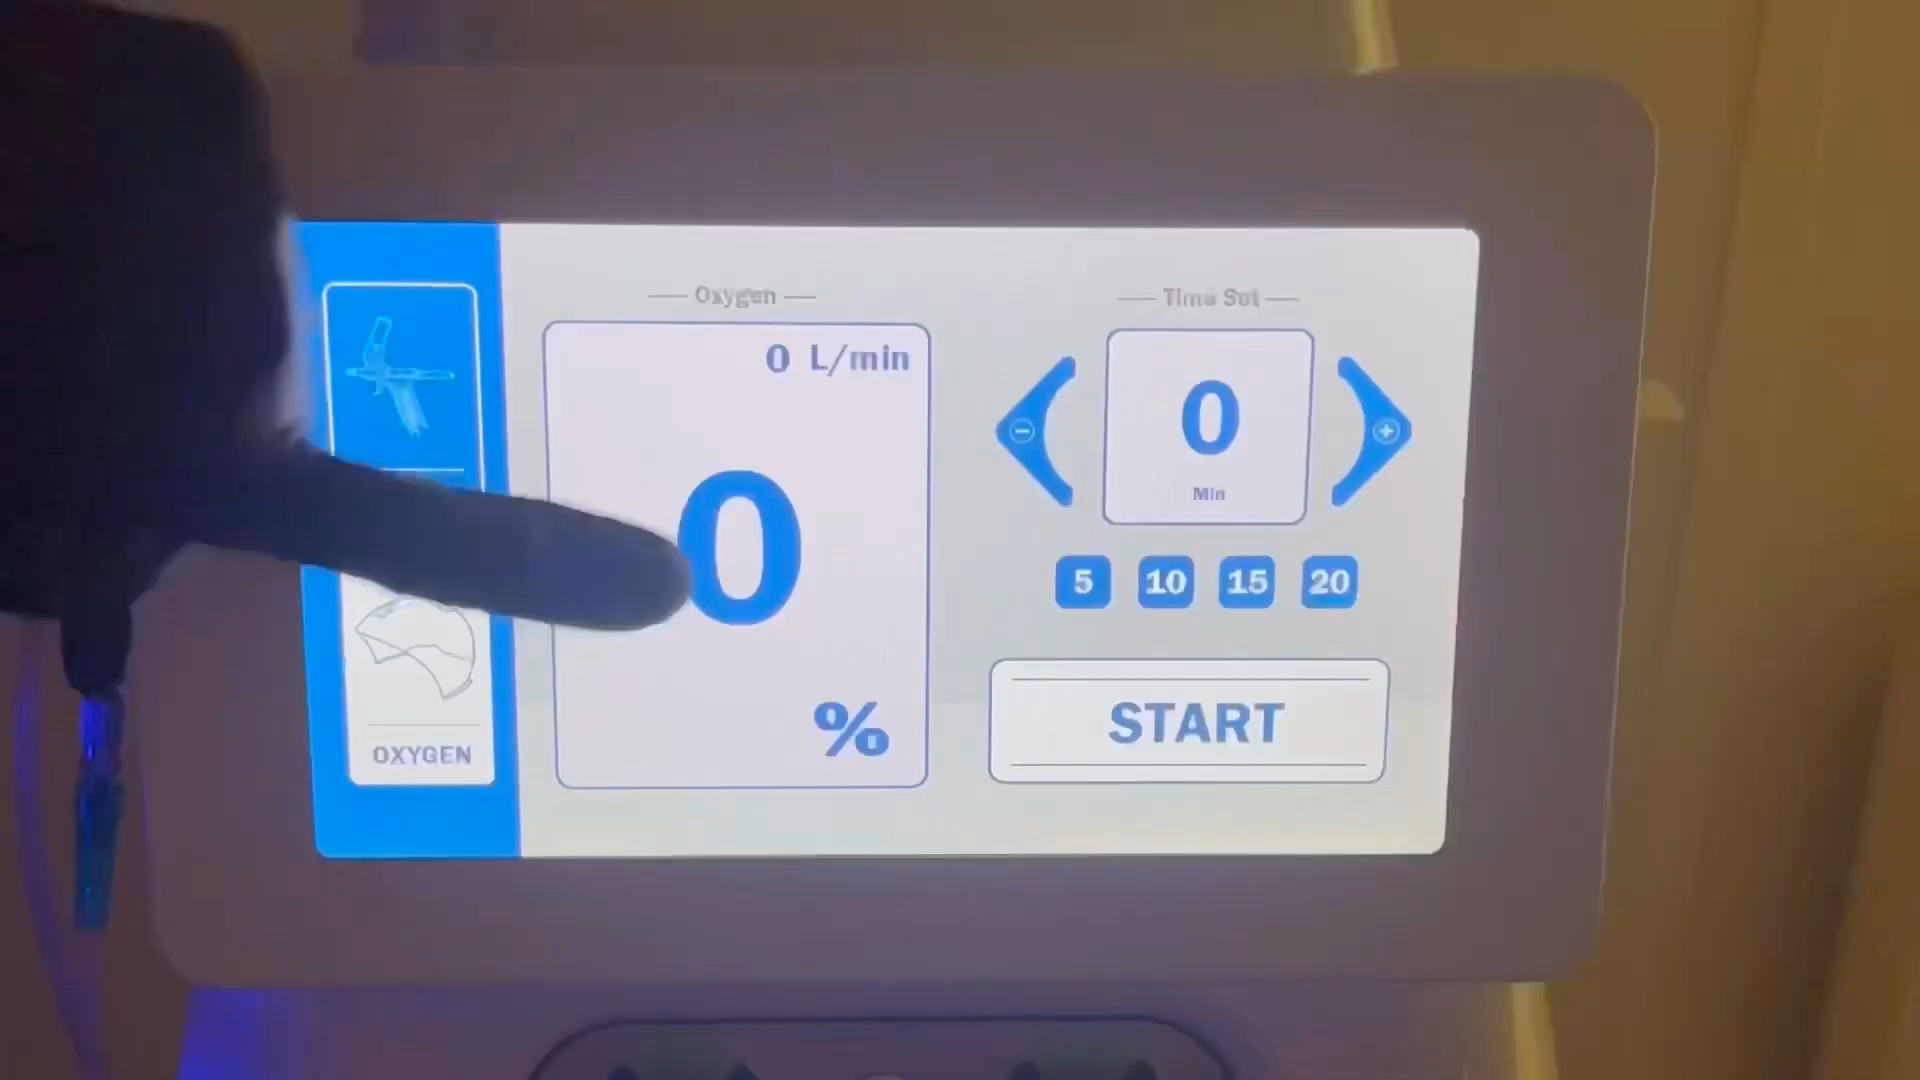 Oxygen
0 L/min
0
%
Time Set
0
Min
5 10 15 20
START
OXYGEN